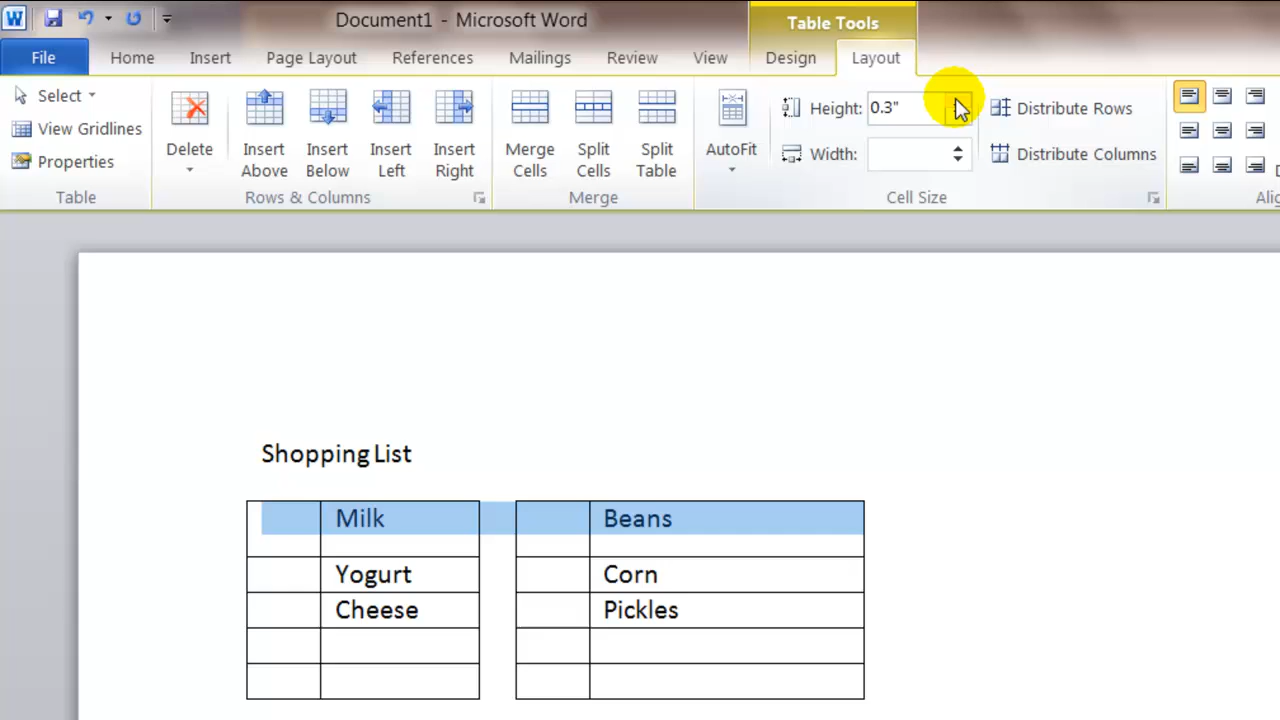 Document1 - Microsoft Word
Table Tools
File Home Insert Page Layout References Mailings Review View Design Layout
Select
View Gridlines
Properties
Table
Delete
Insert Above
Insert Below
Insert Left
Insert Right
Rows & Columns
Merge Cells
Split Cells
Split Table
Merge
AutoFit
Height: 0.3"
Width:
Distribute Rows
Distribute Columns
Cell Size
Shopping List
Milk Beans
Yogurt Corn
Cheese Pickles